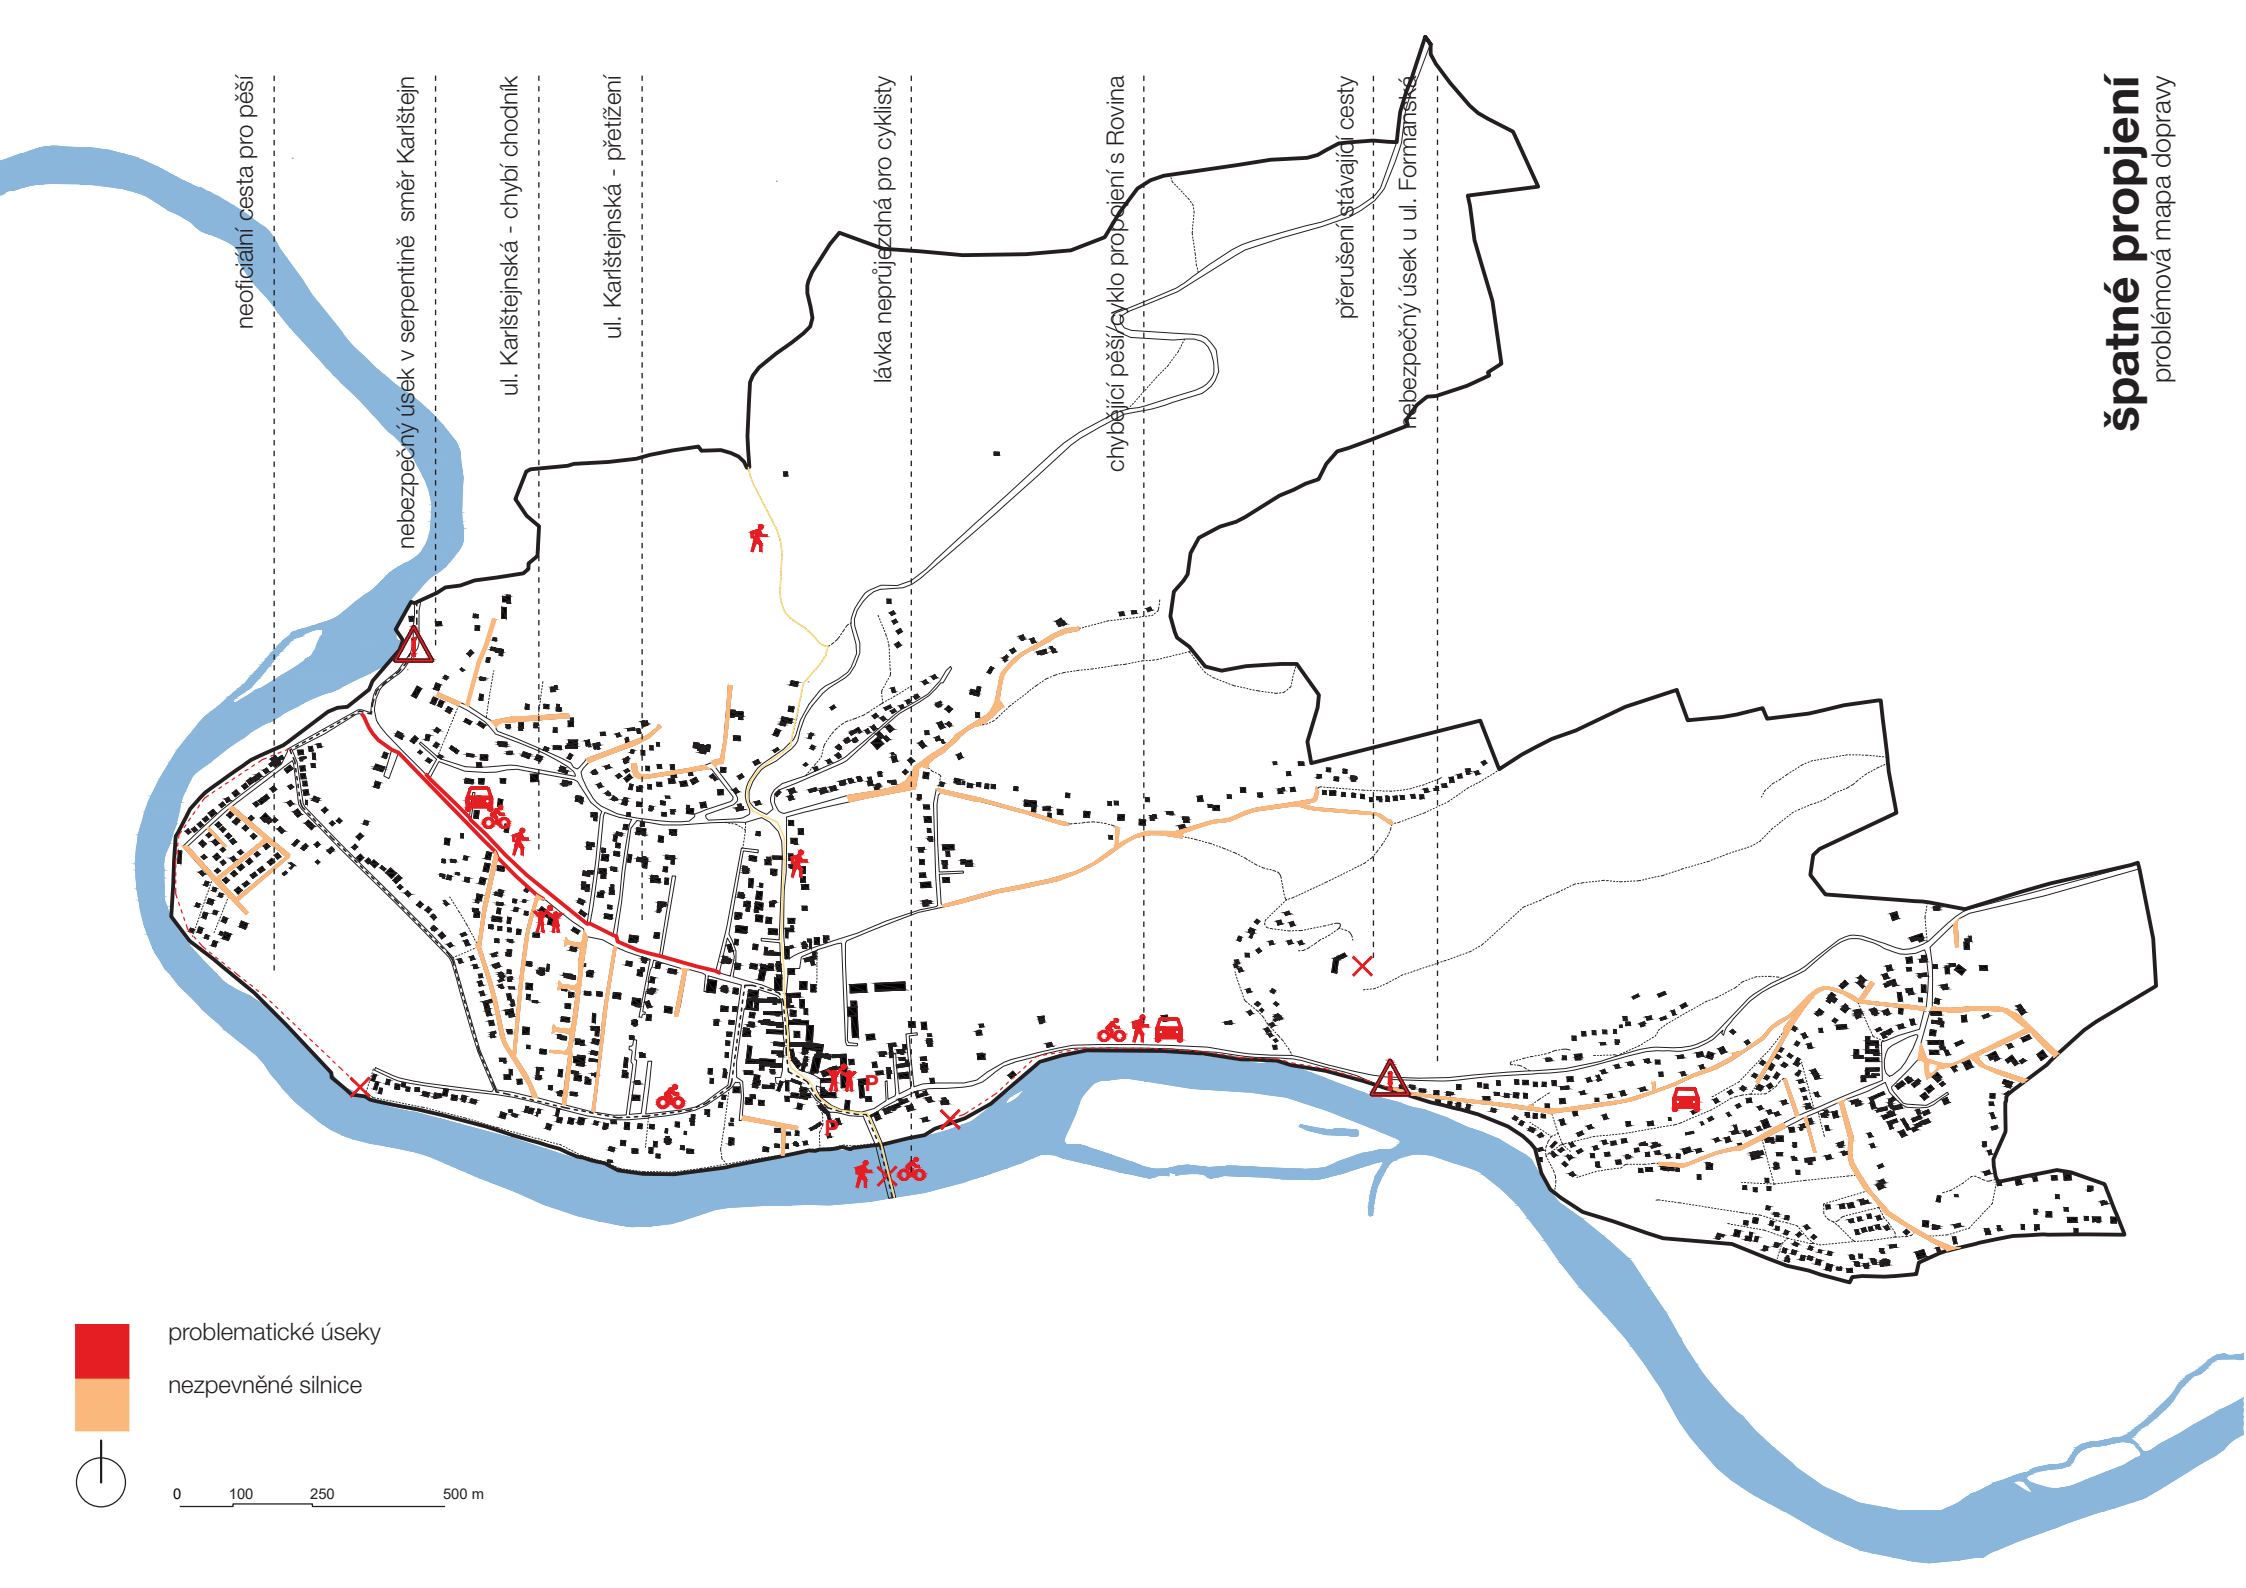 neoficiální cesta pro pěší
nebezpečný úsek v serpentině směr Karlštejn
ul. Karlštejnská - chybí chodník
ul. Karlštejnská - přetížení
lávka neprůjezdná pro cyklisty
chybějící pěší/cyklo propojení s Rovina
přerušení stávající cesty
nebezpečný úsek u ul. Formanská
špatné propojení
problémová mapa dopravy
P
P
problematické úseky
nezpevněné silnice
0 100 250 500 m